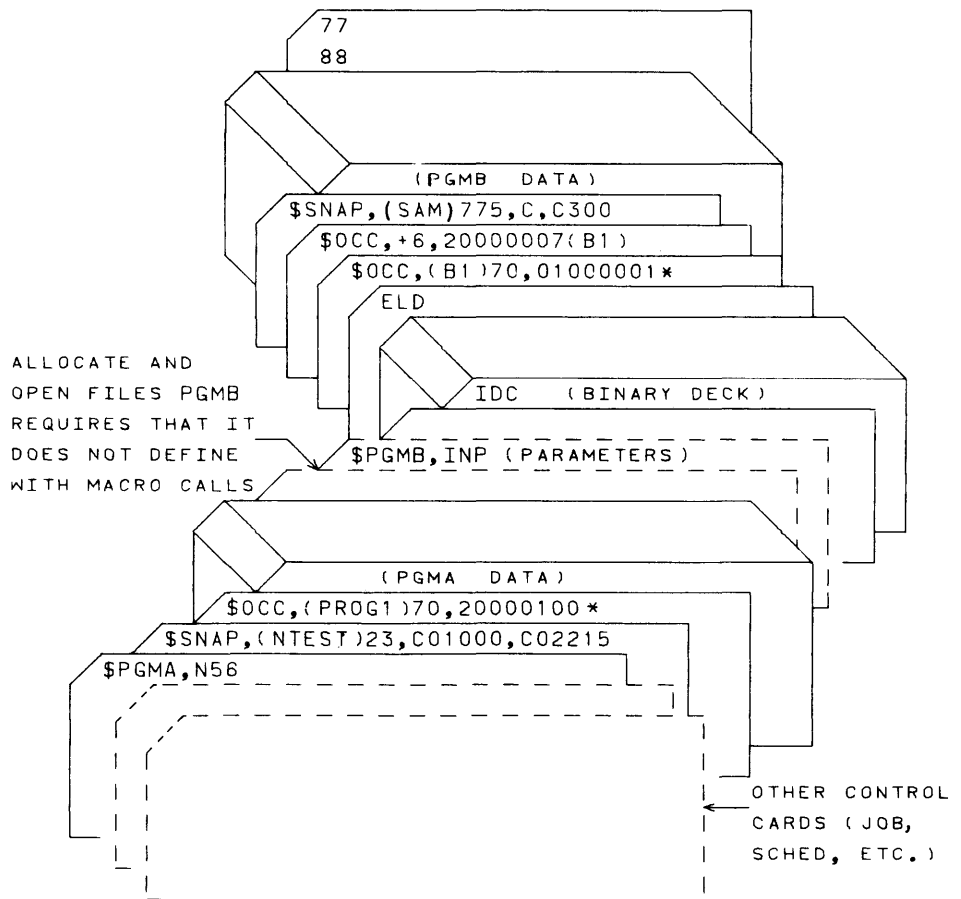 77
88
(PGMB DATA)
$SNAP,(SAM)775,C,C300
$OCC,+6,20000007(B1)
$OCC,(B1)70,01000001*
ELD
IDC (BINARY DECK)
ALLOCATE AND
OPEN FILES PGMB
REQUIRES THAT IT
DOES NOT DEFINE
WITH MACRO CALLS
$PGMB,INP (PARAMETERS)
(PGMA DATA)
$OCC,(PROG1)70,20000100*
$SNAP,(NTEST)23,C01000,C02215
$PGMA,N56
OTHER CONTROL
CARDS (JOB,
SCHED, ETC.)